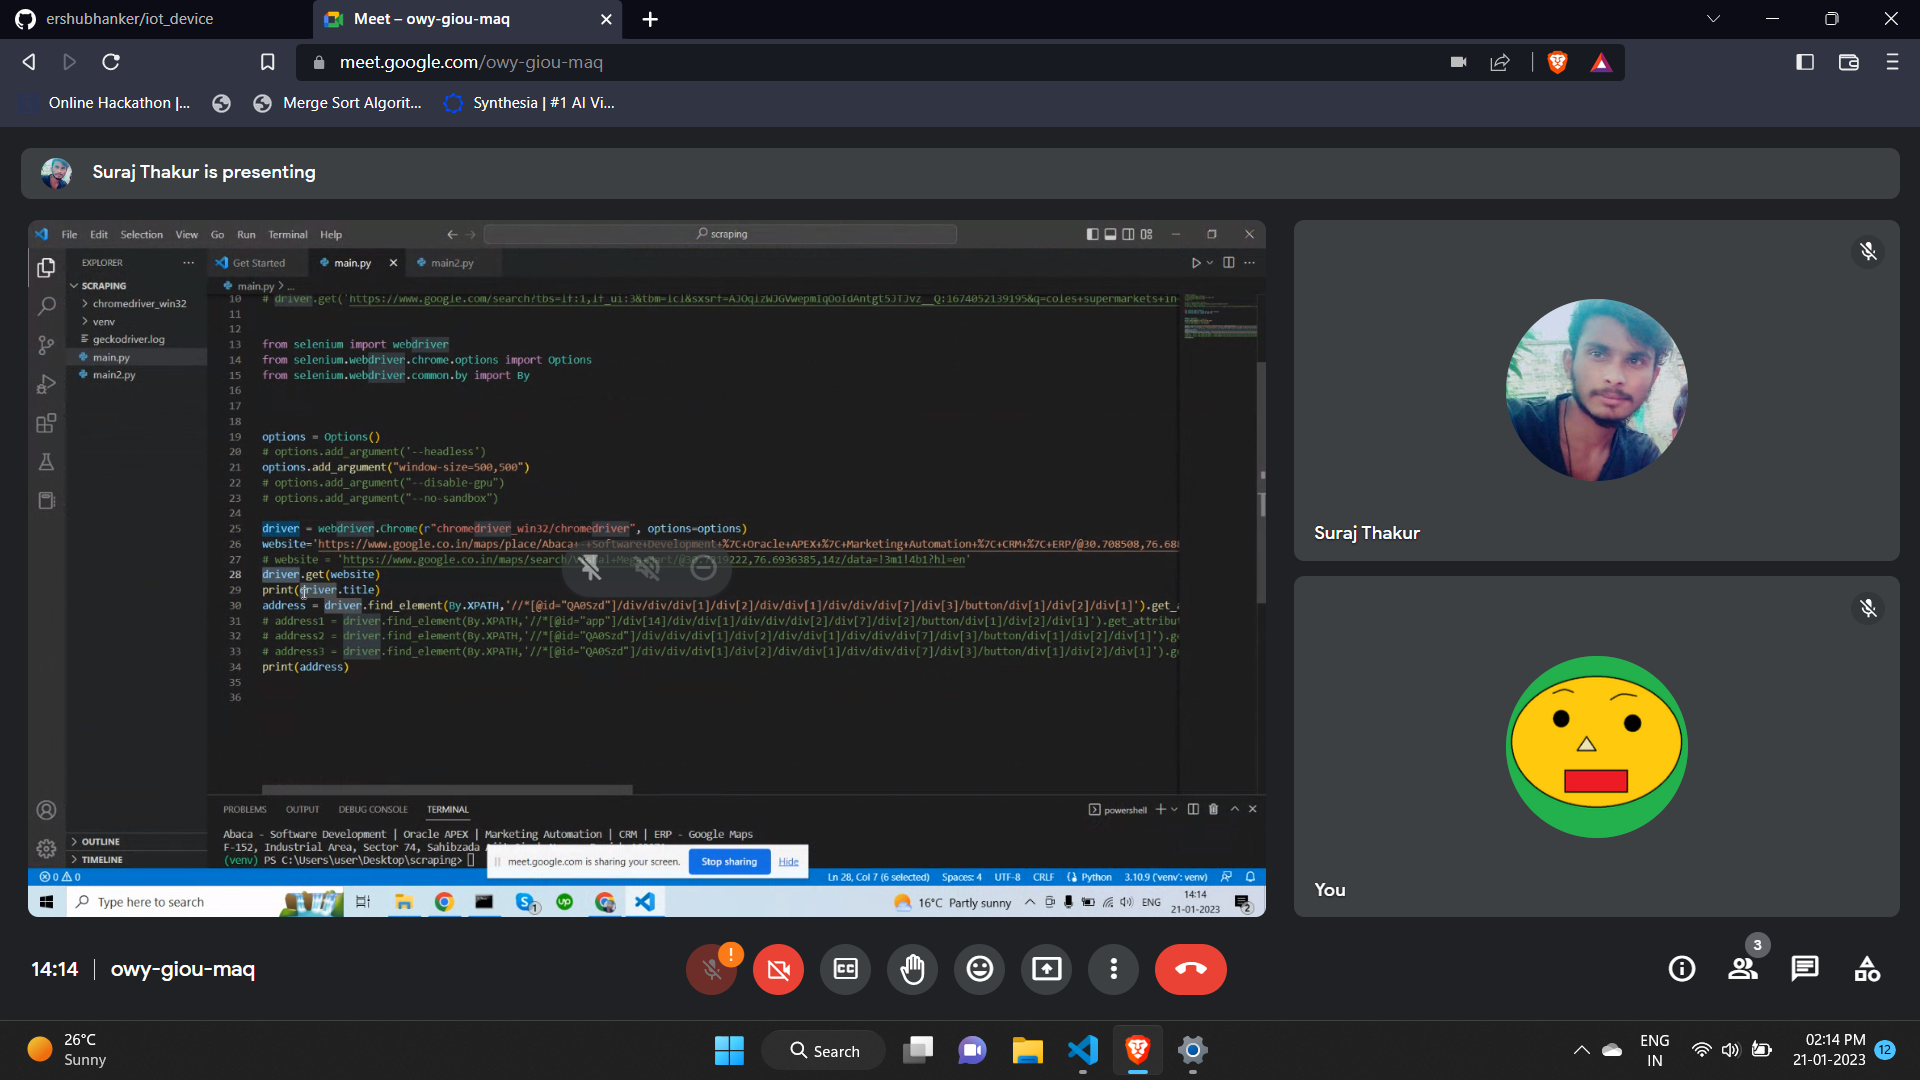 ershubhanker/iot_device
Meet – owy-giou-maq
meet.google.com/owy-giou-maq
Online Hackathon |...
Merge Sort Algorit...
Synthesia | #1 AI Vi...
Suraj Thakur is presenting
File Edit Selection View Go Run Terminal Help
scraping
EXPLORER
Get Started
main.py
main2.py
SCRAPING
chromedriver_win32
venv
geckodriver.log
main.py
main2.py
main.py > ...
10 # driver.get('https://www.google.com/search?tbs=lf:1,lf_ui:3&tbm=lcl&sxsrf=
11
12
13 from selenium import webdriver
14 from selenium.webdriver.chrome.options import Options
15 from selenium.webdriver.common.by import By
16
17
18
19 options = Options()
20 # options.add_argument('--headless')
21 options.add_argument("window-size=500,500")
22 # options.add_argument("--disable-gpu")
23 # options.add_argument("--no-sandbox")
24
25 driver = webdriver.Chrome(r"chromedriver_win32/chromedriver", options=options)
26 website='https://www.google.co.in/maps/place/Abaca+-+Software+Development+%7C+Oracle+APEX+%7C+Marketing+Automation+%7C+CRM+%7C+ERP/@30.708508,76.68
27 # website = 'https://www.google.co.in/maps/search/
28 driver.get(website)
29 print(driver.title)
30 address = driver.find_element(By.XPATH,'//*[@id="QA0Szd"]/div/div/div[1]/div[2]/div/div[1]/div/div/div[7]/div[3]/button/div[1]/div[2]/div[1]').get_a
31 # address1 = driver.find_element(By.XPATH,'//*[@id="app"]/div[14]/div/div[1]/div/div[2]/div[7]/div[2]/button/div[1]/div[2]/div[1]').get_attribut
32 # address2 = driver.find_element(By.XPATH,'//*[@id="QA0Szd"]/div/div/div[1]/div[2]/div/div[1]/div/div/div[7]/div[3]/button/div[1]/div[2]/div[1]').g
33 # address3 = driver.find_element(By.XPATH,'//*[@id="QA0Szd"]/div/div/div[1]/div[2]/div/div[1]/div/div/div[7]/div[3]/button/div[1]/div[2]/div[1]').g
34 print(address)
35
36
OUTLINE
TIMELINE
PROBLEMS OUTPUT DEBUG CONSOLE TERMINAL
powershell
Abaca - Software Development | Oracle APEX | Marketing Automation | CRM | ERP - Google Maps
F-152, Industrial Area, Sector 74, Sahibzada
(venv) PS C:\Users\user\Desktop\scraping>
meet.google.com is sharing your screen.
Stop sharing
Hide
0 0
Ln 28, Col 7 (6 selected) Spaces: 4 UTF-8 CRLF Python 3.10.9 ('venv': venv)
Type here to search
1
up
16°C Partly sunny
ENG
14:14
21-01-2023
2
Suraj Thakur
You
14:14 | owy-giou-maq
!
CC
3
26°C
Sunny
Search
ENG
IN
02:14 PM
21-01-2023
12